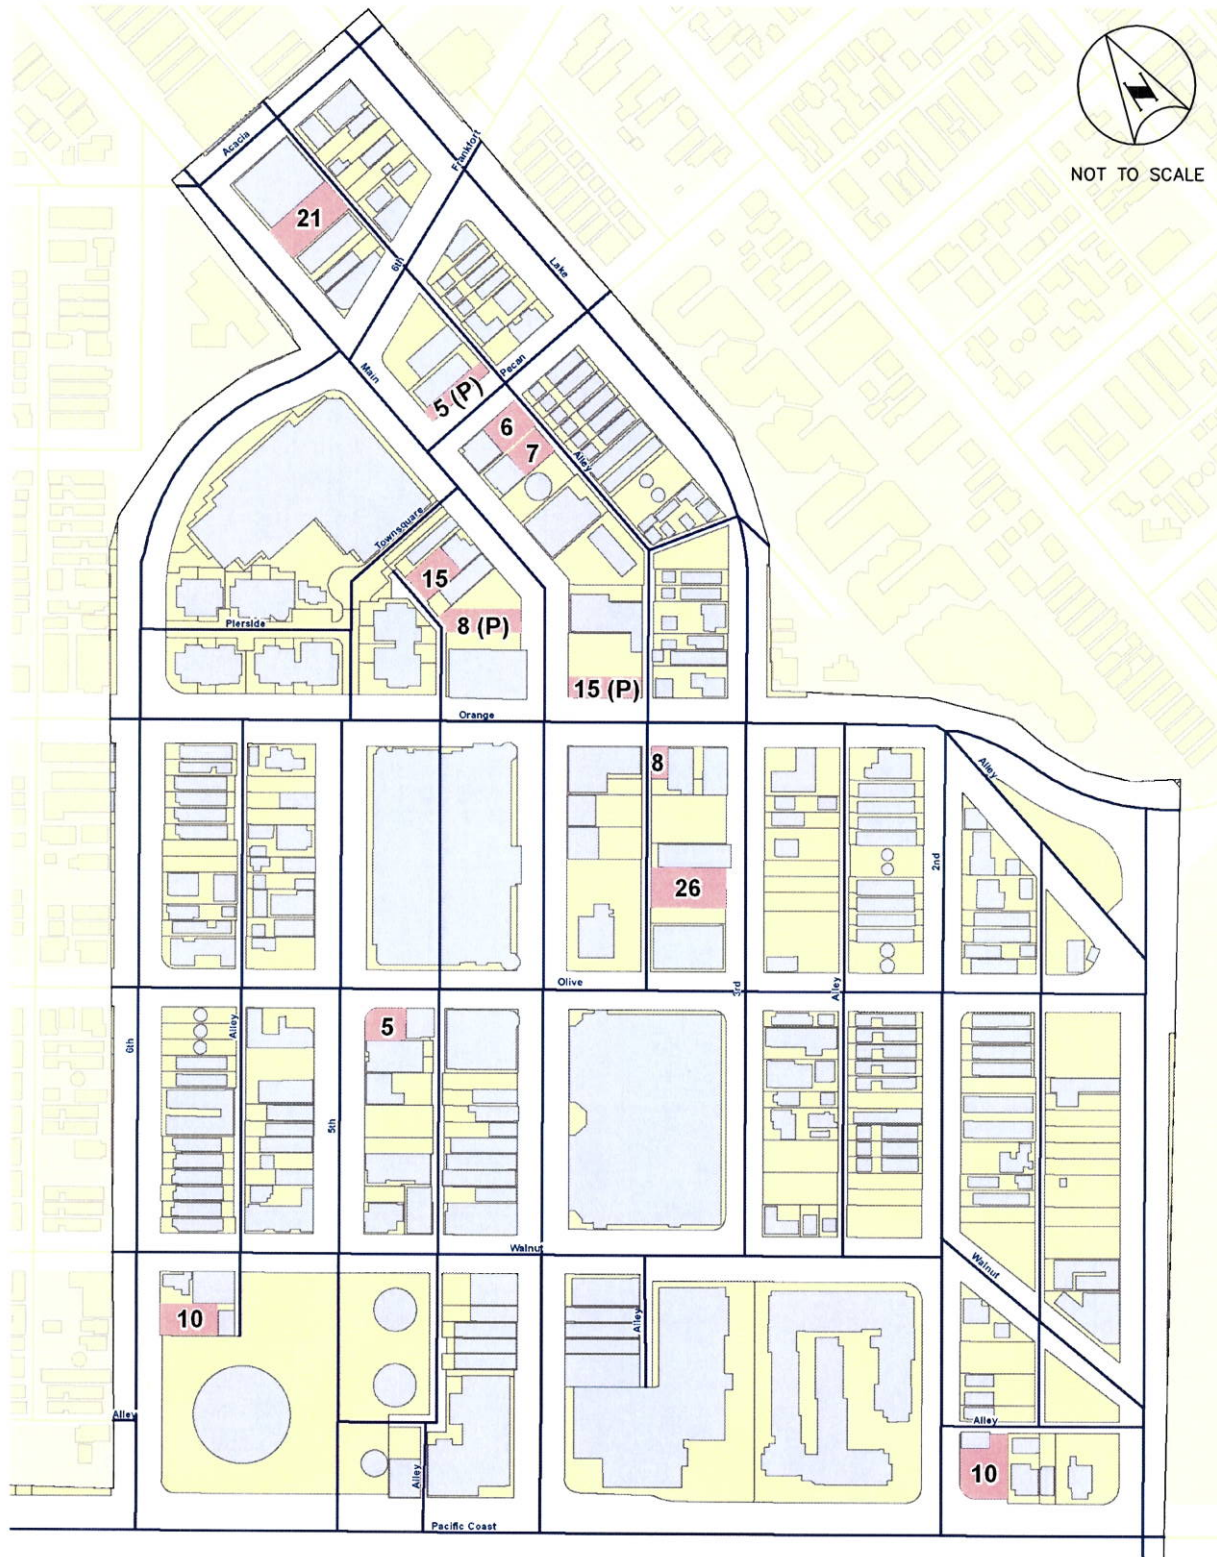 NOT TO SCALE
Acacia
Frankfort
21
6th
Lake
Main
Pecan
5 (P)
6
7
Alley
Townsquare
15
8 (P)
Pierside
15 (P)
Orange
8
Alley
2nd
26
Olive
3rd
Alley
5
Alley
6th
5th
Walnut
Walnut
10
Alley
Alley
Alley
Alley
10
Pacific Coast